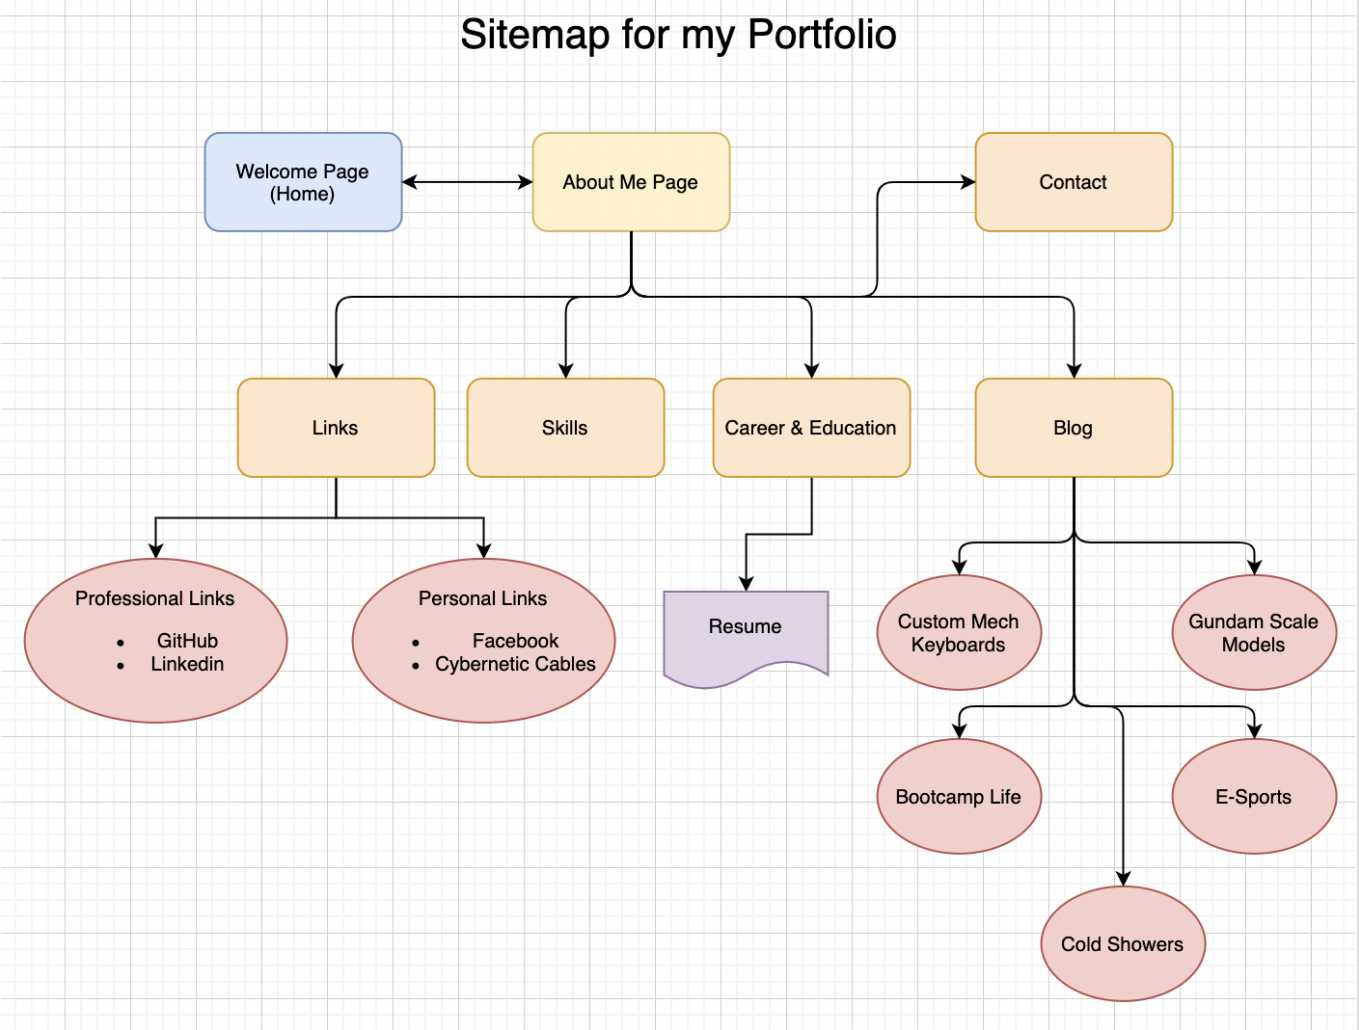 Sitemap for my Portfolio
Welcome Page
(Home)
About Me Page
Contact
Links
Skills
Career & Education
Blog
Professional Links
• GitHub
• Linkedin
Personal Links
• Facebook
• Cybernetic Cables
Resume
Custom Mech
Keyboards
Gundam Scale
Models
Bootcamp Life
E-Sports
Cold Showers